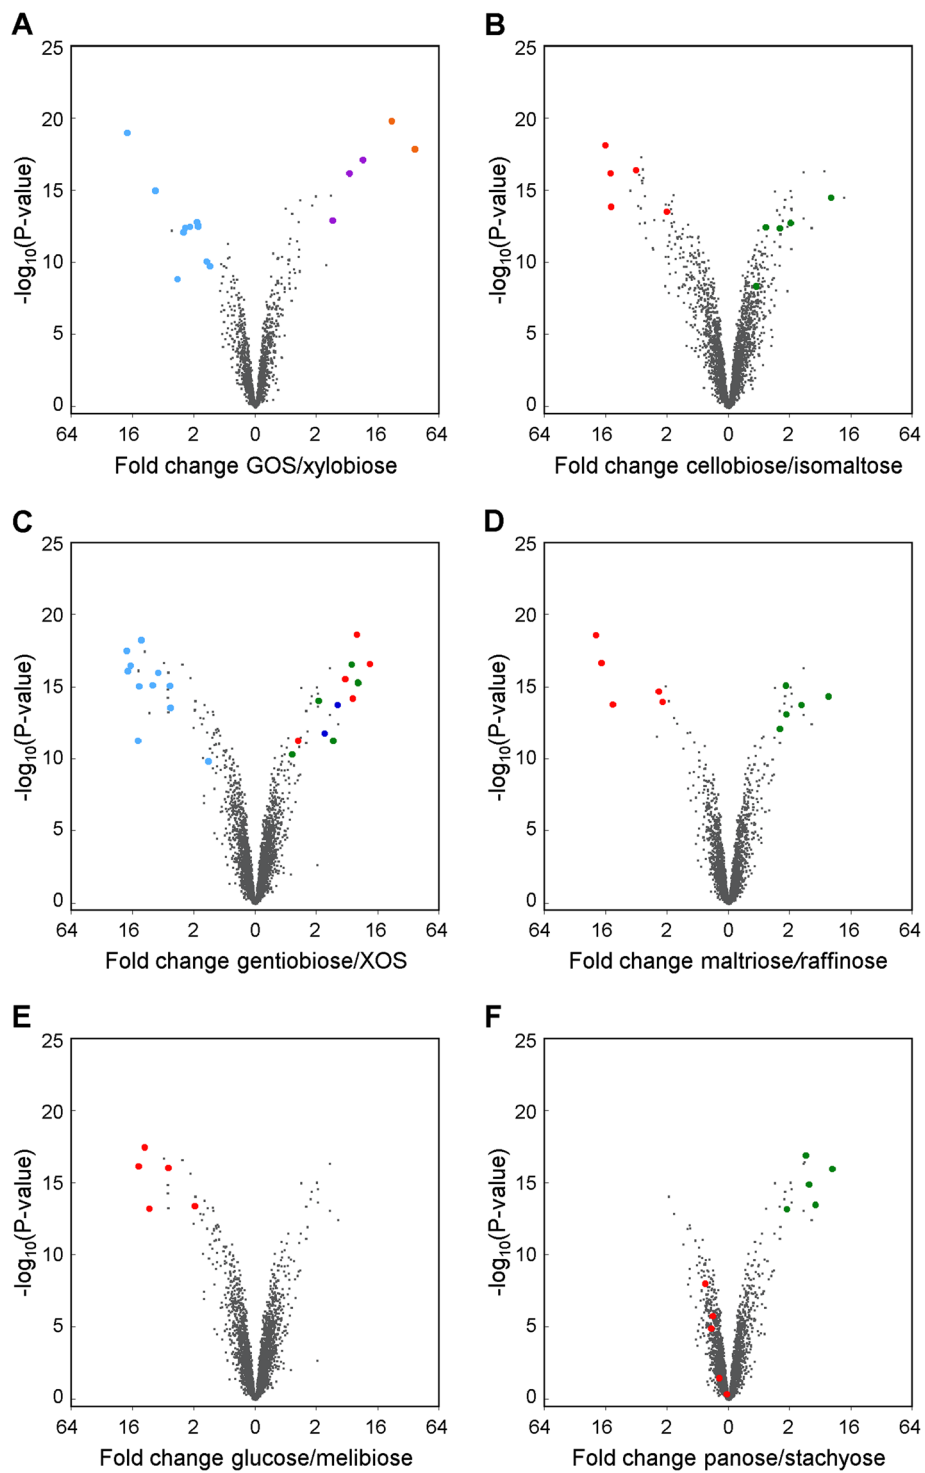 A
B
25
20
15
10
5
0
-log10(P-value)
64 16 2 0 2 16 64
Fold change GOS/xylobiose
25
20
15
10
5
0
-log10(P-value)
64 16 2 0 2 16 64
Fold change cellobiose/isomaltose
C
D
25
20
15
10
5
0
-log10(P-value)
64 16 2 0 2 16 64
Fold change gentiobiose/XOS
25
20
15
10
5
0
-log10(P-value)
64 16 2 0 2 16 64
Fold change maltriose/raffinose
E
F
25
20
15
10
5
0
-log10(P-value)
64 16 2 0 2 16 64
Fold change glucose/melibiose
25
20
15
10
5
0
-log10(P-value)
64 16 2 0 2 16 64
Fold change panose/stachyose